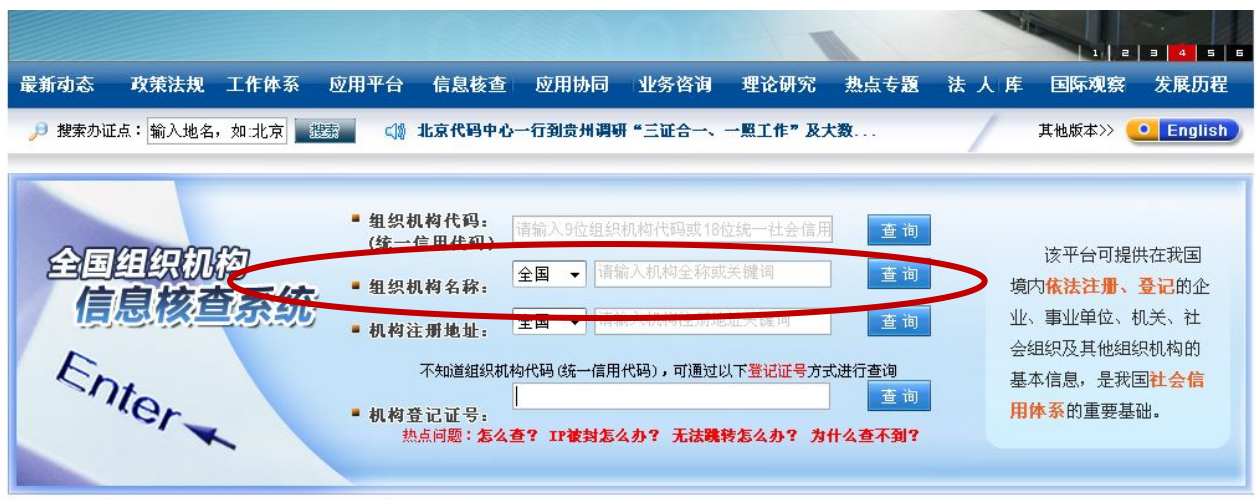 1 2 3 4 5 6
最新动态 政策法规 工作体系 应用平台 信息核查 应用协同 业务咨询 理论研究 热点专题 法 人 库 国际观察 发展历程
搜索办证点： 输入地名，如:北京 搜索 北京代码中心一行到贵州调研“三证合一、一照工作”及大数... 其他版本>> English
全国组织机构
信息核查系统
Enter
组织机构代码：
(统一信用代码) 请输入9位组织机构代码或18位统一社会信用 查询
组织机构名称： 全国 请输入机构全称或关键词 查询
机构注册地址： 全国 请输入机构注册地址关键词 查询
不知道组织机构代码(统一信用代码)，可通过以下登记证号方式进行查询
机构登记证号： 查询
热点问题：怎么查？ IP被封怎么办？ 无法跳转怎么办？ 为什么查不到？
该平台可提供在我国
境内依法注册、登记的企
业、事业单位、机关、社
会组织及其他组织机构的
基本信息，是我国社会信
用体系的重要基础。